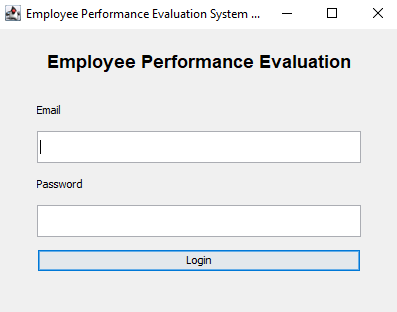 Employee Performance Evaluation System ...
Employee Performance Evaluation
Email
Password
Login